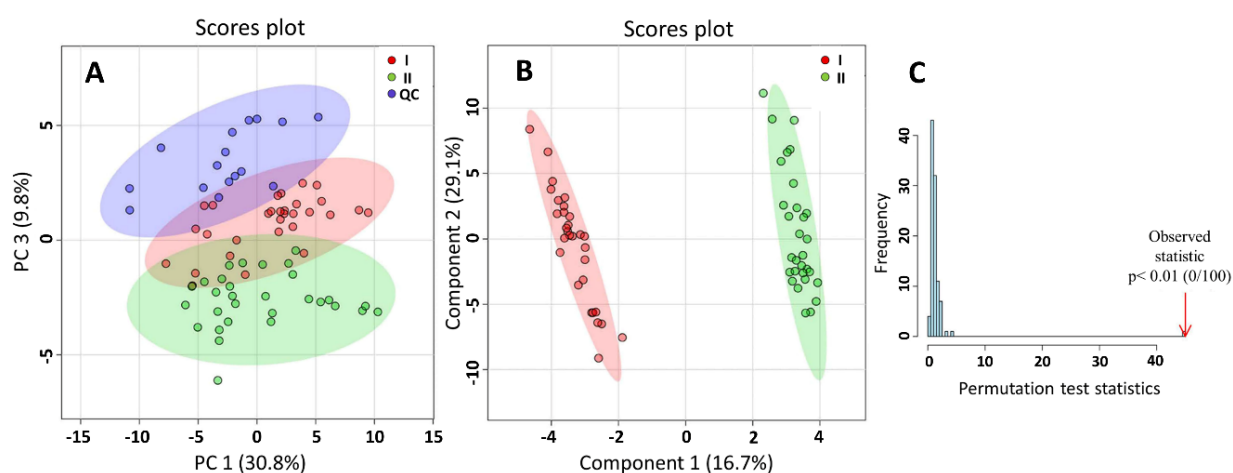 Scores plot
A
I
II
QC
PC 3 (9.8%)
5
0
-5
-15
-10
-5
0
5
10
15
PC 1 (30.8%)
Scores plot
B
I
II
Component 2 (29.1%)
10
5
0
-5
-10
-4
-2
0
2
4
Component 1 (16.7%)
C
Frequency
40
30
20
10
0
Observed
statistic
p< 0.01 (0/100)
0
10
20
30
40
Permutation test statistics